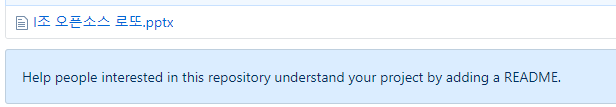 I조 오픈소스 로또.pptx
Help people interested in this repository understand your project by adding a README.